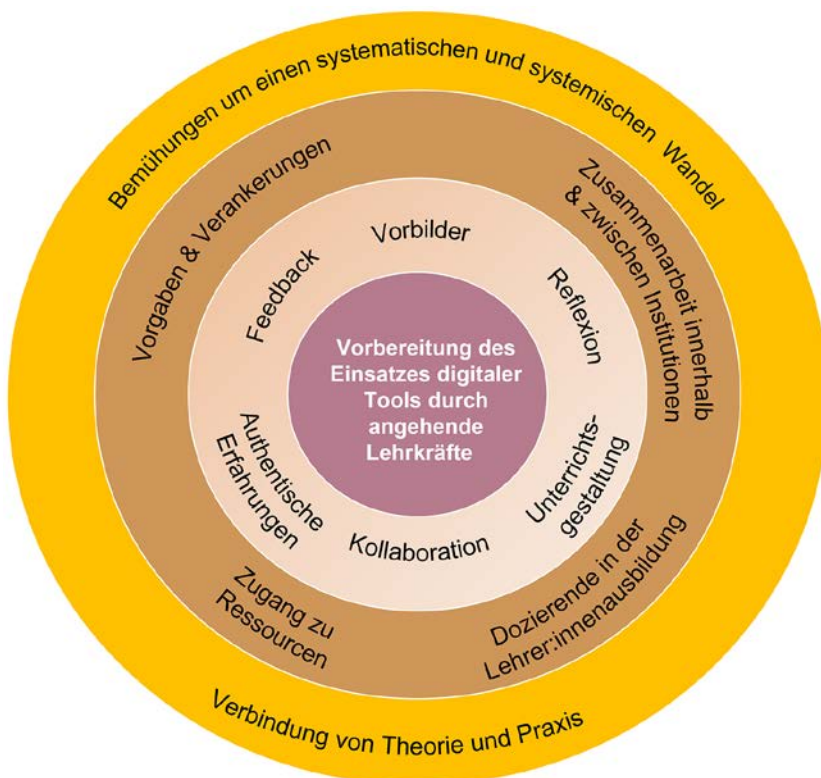 Bemühungen um einen systematischen und systemischen Wandel
Vorgaben & Verankerungen
Zusammenarbeit innerhalb
& zwischen Institutionen
Feedback
Vorbilder
Reflexion
Vorbereitung des
Einsatzes digitaler
Tools durch
angehende
Lehrkräfte
Authentische
Erfahrungen
Kollaboration
Unterrichts-
gestaltung
Zugang zu
Ressourcen
Dozierende in der
Lehrer:innenausbildung
Verbindung von Theorie und Praxis